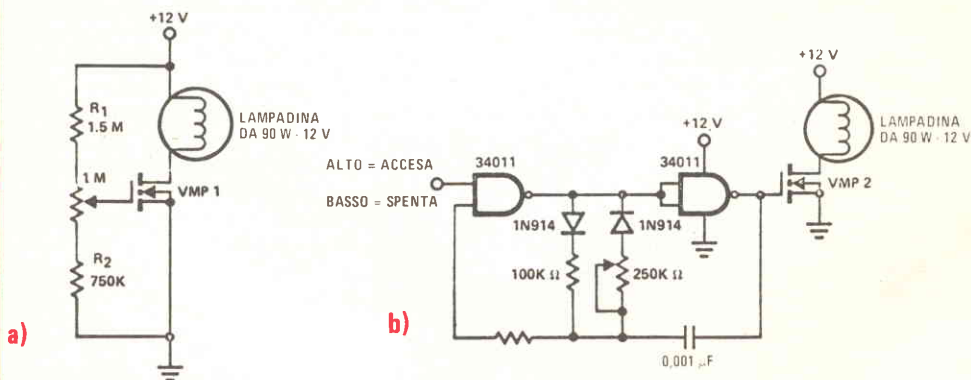 +12 V
R1
1.5 M
LAMPADINA
DA 90 W - 12 V
1 M
VMP 1
R2
750K
a)
ALTO = ACCESA
BASSO = SPENTA
34011
1N914
100K Ω
1N914
250K Ω
+12 V
34011
0,001 μF
+12 V
LAMPADINA
DA 90 W - 12 V
VMP 2
b)